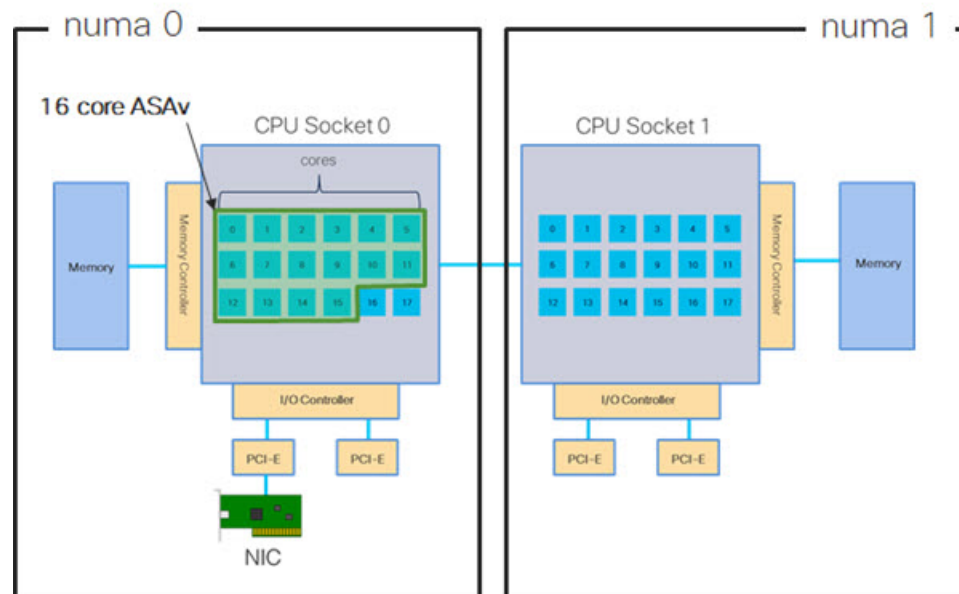 numa 0
numa 1
16 core ASAv
CPU Socket 0
CPU Socket 1
cores
0 1 2 3 4 5
6 7 8 9 10 11
12 13 14 15 16 17
0 1 2 3 4 5
6 7 8 9 10 11
12 13 14 15 16 17
Memory
Memory Controller
Memory Controller
Memory
I/O Controller
I/O Controller
PCI-E
PCI-E
PCI-E
PCI-E
NIC